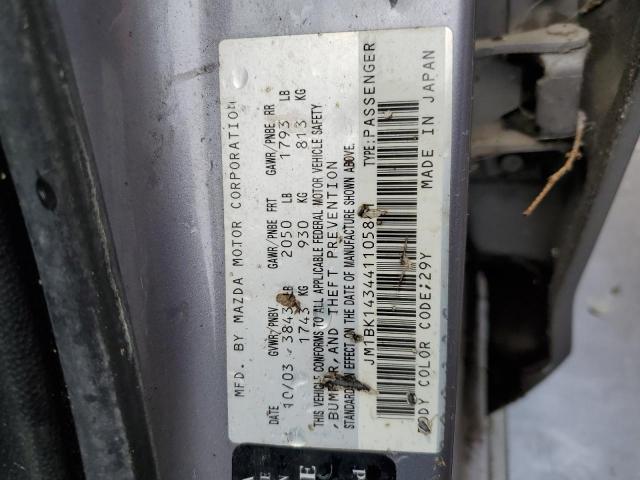 MFD. BY MAZDA MOTOR CORPORATION
DATE GVWR/PNBV GAWR/PNBE FRT GAWR/PNBE RR
10/03 3843 LB 2050 LB 1793 LB
1743 KG 930 KG 813 KG
THIS VEHICLE CONFORMS TO ALL APPLICABLE FEDERAL MOTOR VEHICLE SAFETY
, BUMPER, AND THEFT PREVENTION
STANDARDS IN EFFECT ON THE DATE OF MANUFACTURE SHOWN ABOVE.
JM1BK1434411058 TYPE:PASSENGER
BODY COLOR CODE;29Y MADE IN JAPAN